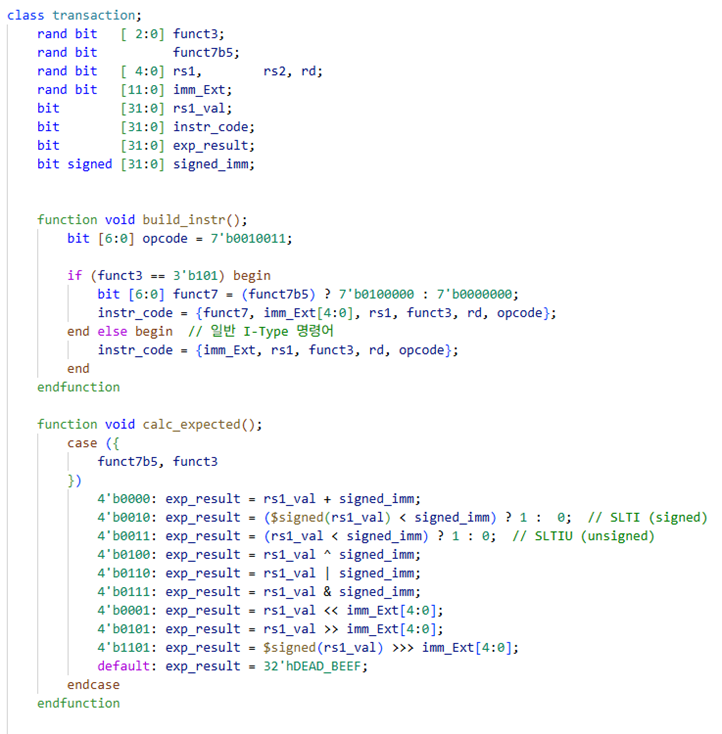 class transaction;
    rand bit   [ 2:0] funct3;
    rand bit          funct7b5;
    rand bit   [ 4:0] rs1,        rs2, rd;
    rand bit   [11:0] imm_Ext;
    bit        [31:0] rs1_val;
    bit        [31:0] instr_code;
    bit        [31:0] exp_result;
    bit signed [31:0] signed_imm;
    function void build_instr();
        bit [6:0] opcode = 7'b0010011;
        if (funct3 == 3'b101) begin
            bit [6:0] funct7 = (funct7b5) ? 7'b0100000 : 7'b0000000;
            instr_code = {funct7, imm_Ext[4:0], rs1, funct3, rd, opcode};
        end else begin  // 일반 I-Type 명령어
            instr_code = {imm_Ext, rs1, funct3, rd, opcode};
        end
    endfunction
    function void calc_expected();
        case ({
            funct7b5, funct3
        })
            4'b0000: exp_result = rs1_val + signed_imm;
            4'b0010: exp_result = ($signed(rs1_val) < signed_imm) ? 1 :  0;  // SLTI (signed)
            4'b0011: exp_result = (rs1_val < signed_imm) ? 1 : 0;  // SLTIU (unsigned)
            4'b0100: exp_result = rs1_val ^ signed_imm;
            4'b0110: exp_result = rs1_val | signed_imm;
            4'b0111: exp_result = rs1_val & signed_imm;
            4'b0001: exp_result = rs1_val << imm_Ext[4:0];
            4'b0101: exp_result = rs1_val >> imm_Ext[4:0];
            4'b1101: exp_result = $signed(rs1_val) >>> imm_Ext[4:0];
            default: exp_result = 32'hDEAD_BEEF;
        endcase
    endfunction